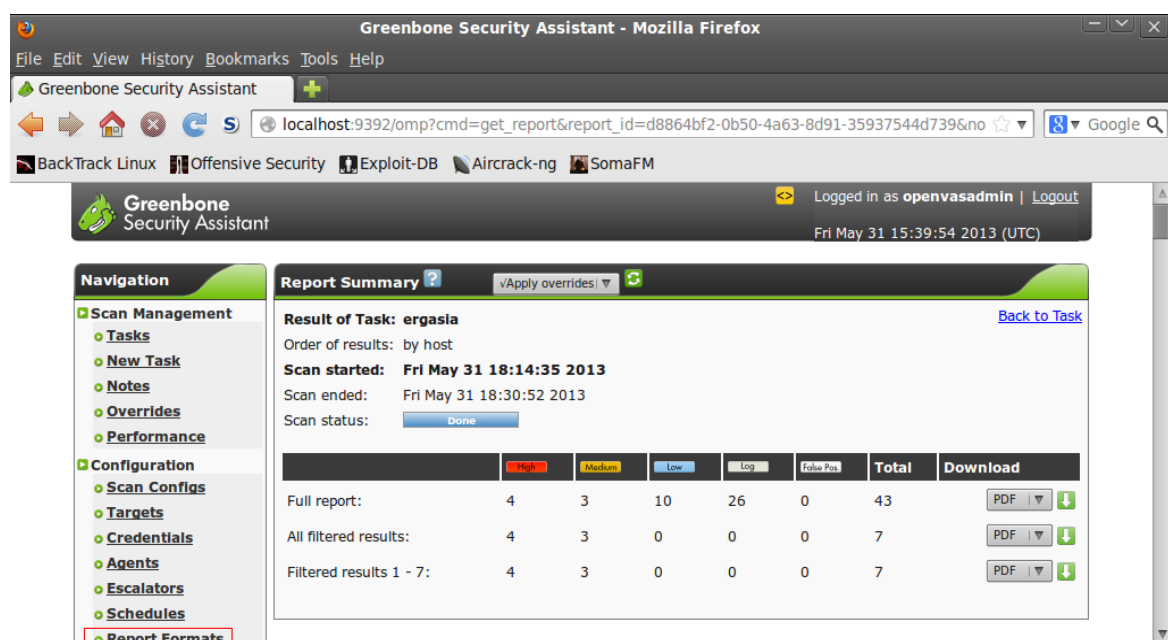 Greenbone Security Assistant - Mozilla Firefox
File Edit View History Bookmarks Tools Help
Greenbone Security Assistant
S localhost:9392/omp?cmd=get_report&report_id=d8864bf2-0b50-4a63-8d91-35937544d739&no 8 Google
BackTrack Linux Offensive Security Exploit-DB Aircrack-ng SomaFM
Greenbone
Security Assistant
Logged in as openvasadmin | Logout
Fri May 31 15:39:54 2013 (UTC)
Navigation
Scan Management
Tasks
New Task
Notes
Overrides
Performance
Configuration
Scan Configs
Targets
Credentials
Agents
Escalators
Schedules
Report Formats
Report Summary ? √Apply overrides
Result of Task: ergasia Back to Task
Order of results: by host
Scan started: Fri May 31 18:14:35 2013
Scan ended: Fri May 31 18:30:52 2013
Scan status: Done
High Medium Low Log False Pos. Total Download
Full report: 4 3 10 26 0 43 PDF
All filtered results: 4 3 0 0 0 7 PDF
Filtered results 1 - 7: 4 3 0 0 0 7 PDF